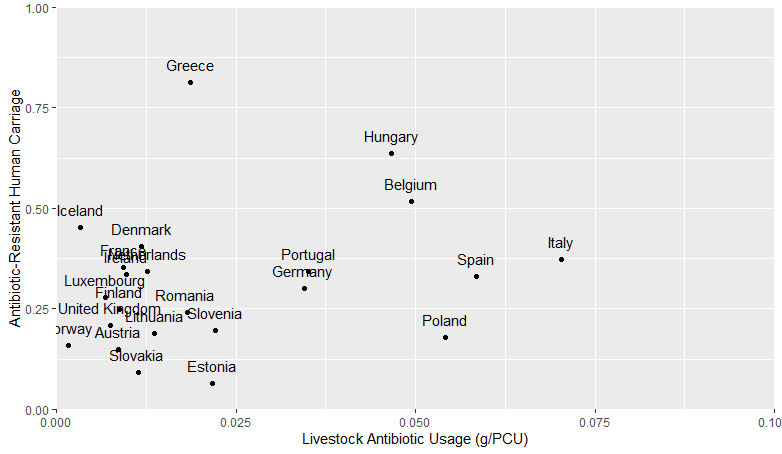 1.00
Greece
0.75
Hungary
Belgium
0.50
Iceland
Denmark
France
Netherlands
Ireland
Portugal
Italy
Spain
Germany
Luxembourg
Finland
Romania
0.25
United Kingdom
Lithuania
Slovenia
Poland
orway
Austria
Slovakia
Estonia
0.00
0.000
0.025
0.050
0.075
0.10
Livestock Antibiotic Usage (g/PCU)
Antibiotic-Resistant Human Carriage